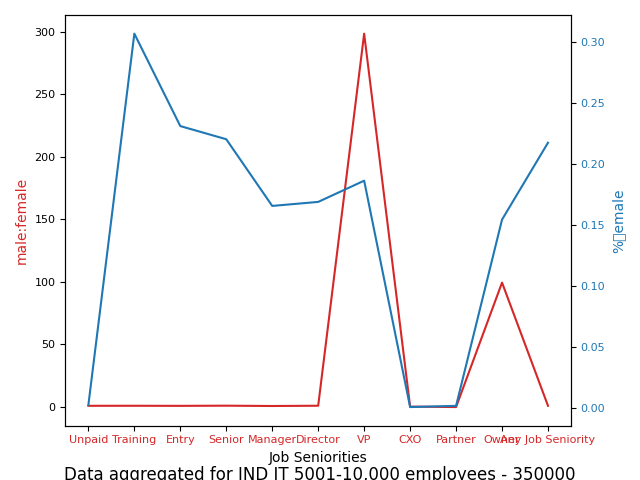 300
250
200
150
100
50
0
male:female
0.30
0.25
0.20
0.15
0.10
0.05
0.00
%▯emale
Unpaid Training Entry Senior Manager Director VP CXO Partner Owner Any Job Seniority
Job Seniorities
Data aggregated for IND IT 5001-10,000 employees - 350000